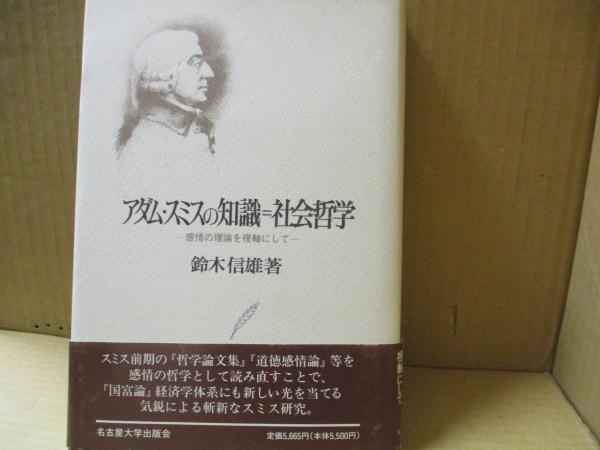 アダム・スミスの知識=社会哲学
―感情の理論を視軸にして―
鈴木信雄著
スミス前期の『哲学論文集』『道徳感情論』等を
感情の哲学として読み直すことで、
『国富論』経済学体系にも新しい光を当てる
気鋭による斬新なスミス研究。
名古屋大学出版会
定価5,665円(本体5,500円)
視軸にして